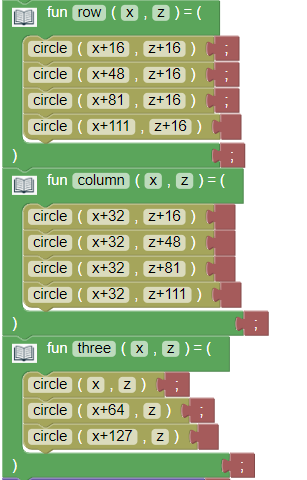 fun row ( x , z ) = (
circle ( x+16 , z+16 ) ;
circle ( x+48 , z+16 ) ;
circle ( x+81 , z+16 ) ;
circle ( x+111 , z+16 )
) ;
fun column ( x , z ) = (
circle ( x+32 , z+16 )
circle ( x+32 , z+48 )
circle ( x+32 , z+81 )
circle ( x+32 , z+111 )
) ;
fun three ( x , z ) = (
circle ( x , z ) ;
circle ( x+64 , z ) ;
circle ( x+127 , z )
) ;